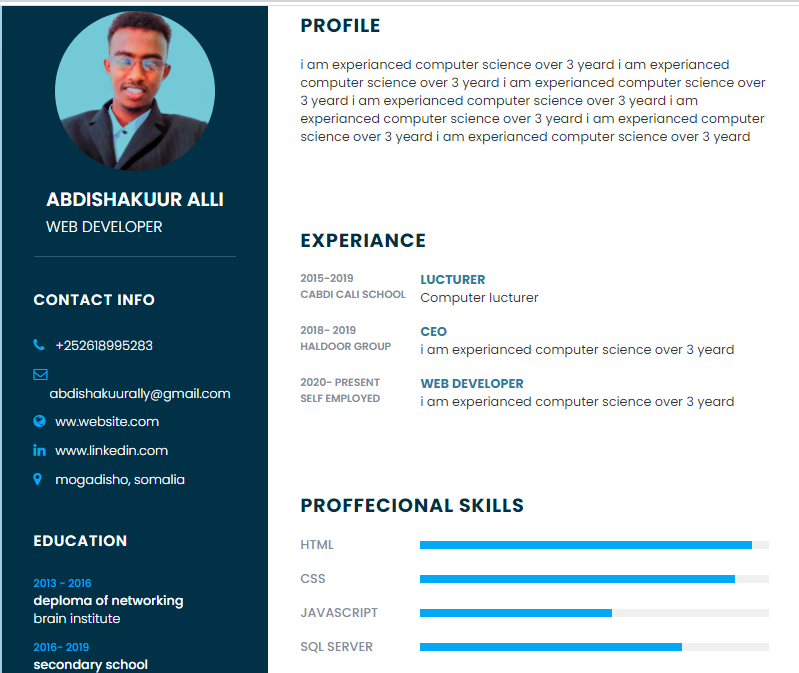 ABDISHAKUUR ALLI
WEB DEVELOPER
CONTACT INFO
+252618995283
abdishakuurally@gmail.com
ww.website.com
www.linkedin.com
mogadisho, somalia
EDUCATION
2013 - 2016
deploma of networking
brain institute
2016- 2019
secondary school
PROFILE
i am experianced computer science over 3 yeard i am experianced
computer science over 3 yeard i am experianced computer science over
3 yeard i am experianced computer science over 3 yeard i am
experianced computer science over 3 yeard i am experianced computer
science over 3 yeard i am experianced computer science over 3 yeard
EXPERIANCE
2015-2019
CABDI CALI SCHOOL
LUCTURER
Computer lucturer
2018- 2019
HALDOOR GROUP
CEO
i am experianced computer science over 3 yeard
2020- PRESENT
SELF EMPLOYED
WEB DEVELOPER
i am experianced computer science over 3 yeard
PROFFECIONAL SKILLS
HTML
CSS
JAVASCRIPT
SQL SERVER